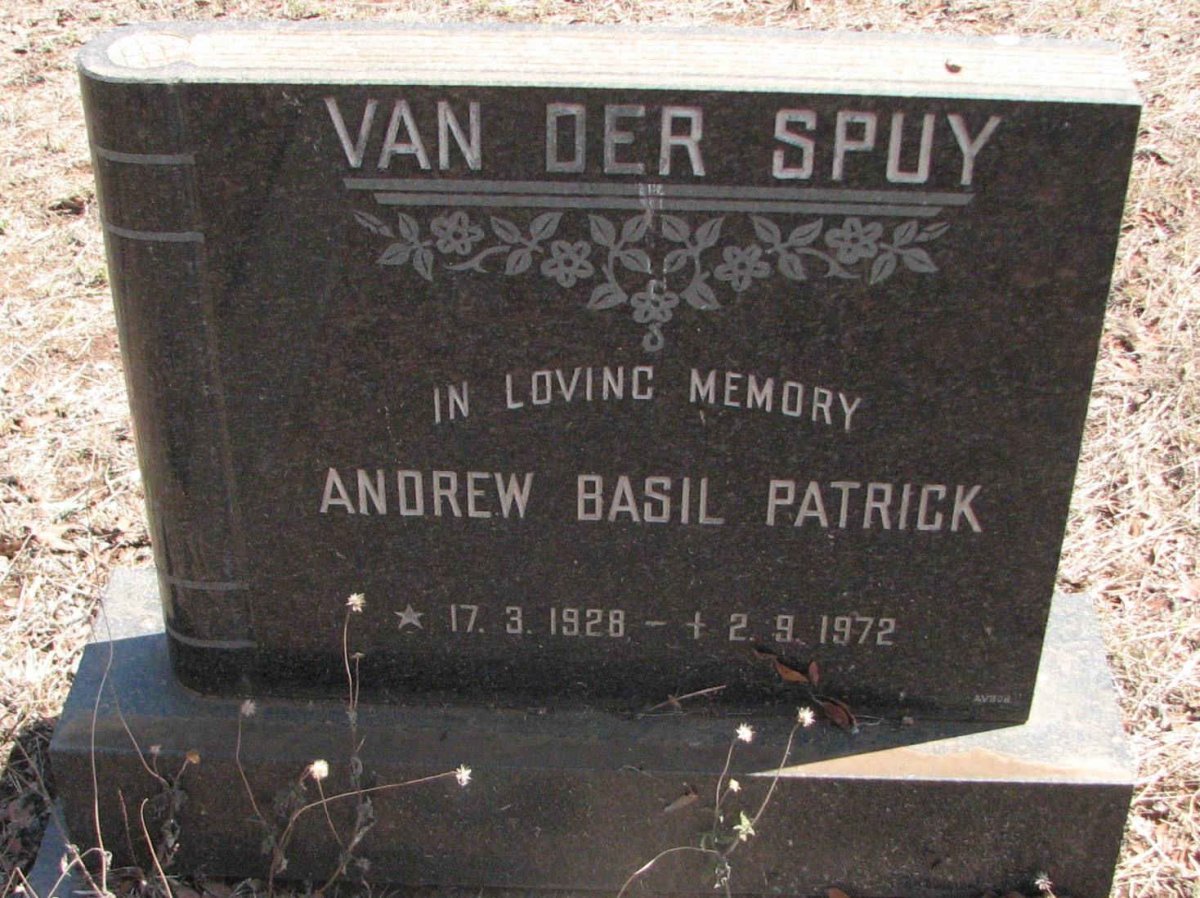 VAN DER SPUY
IN LOVING MEMORY
ANDREW BASIL PATRICK
★ 17. 3. 1928 - † 2. 9. 1972